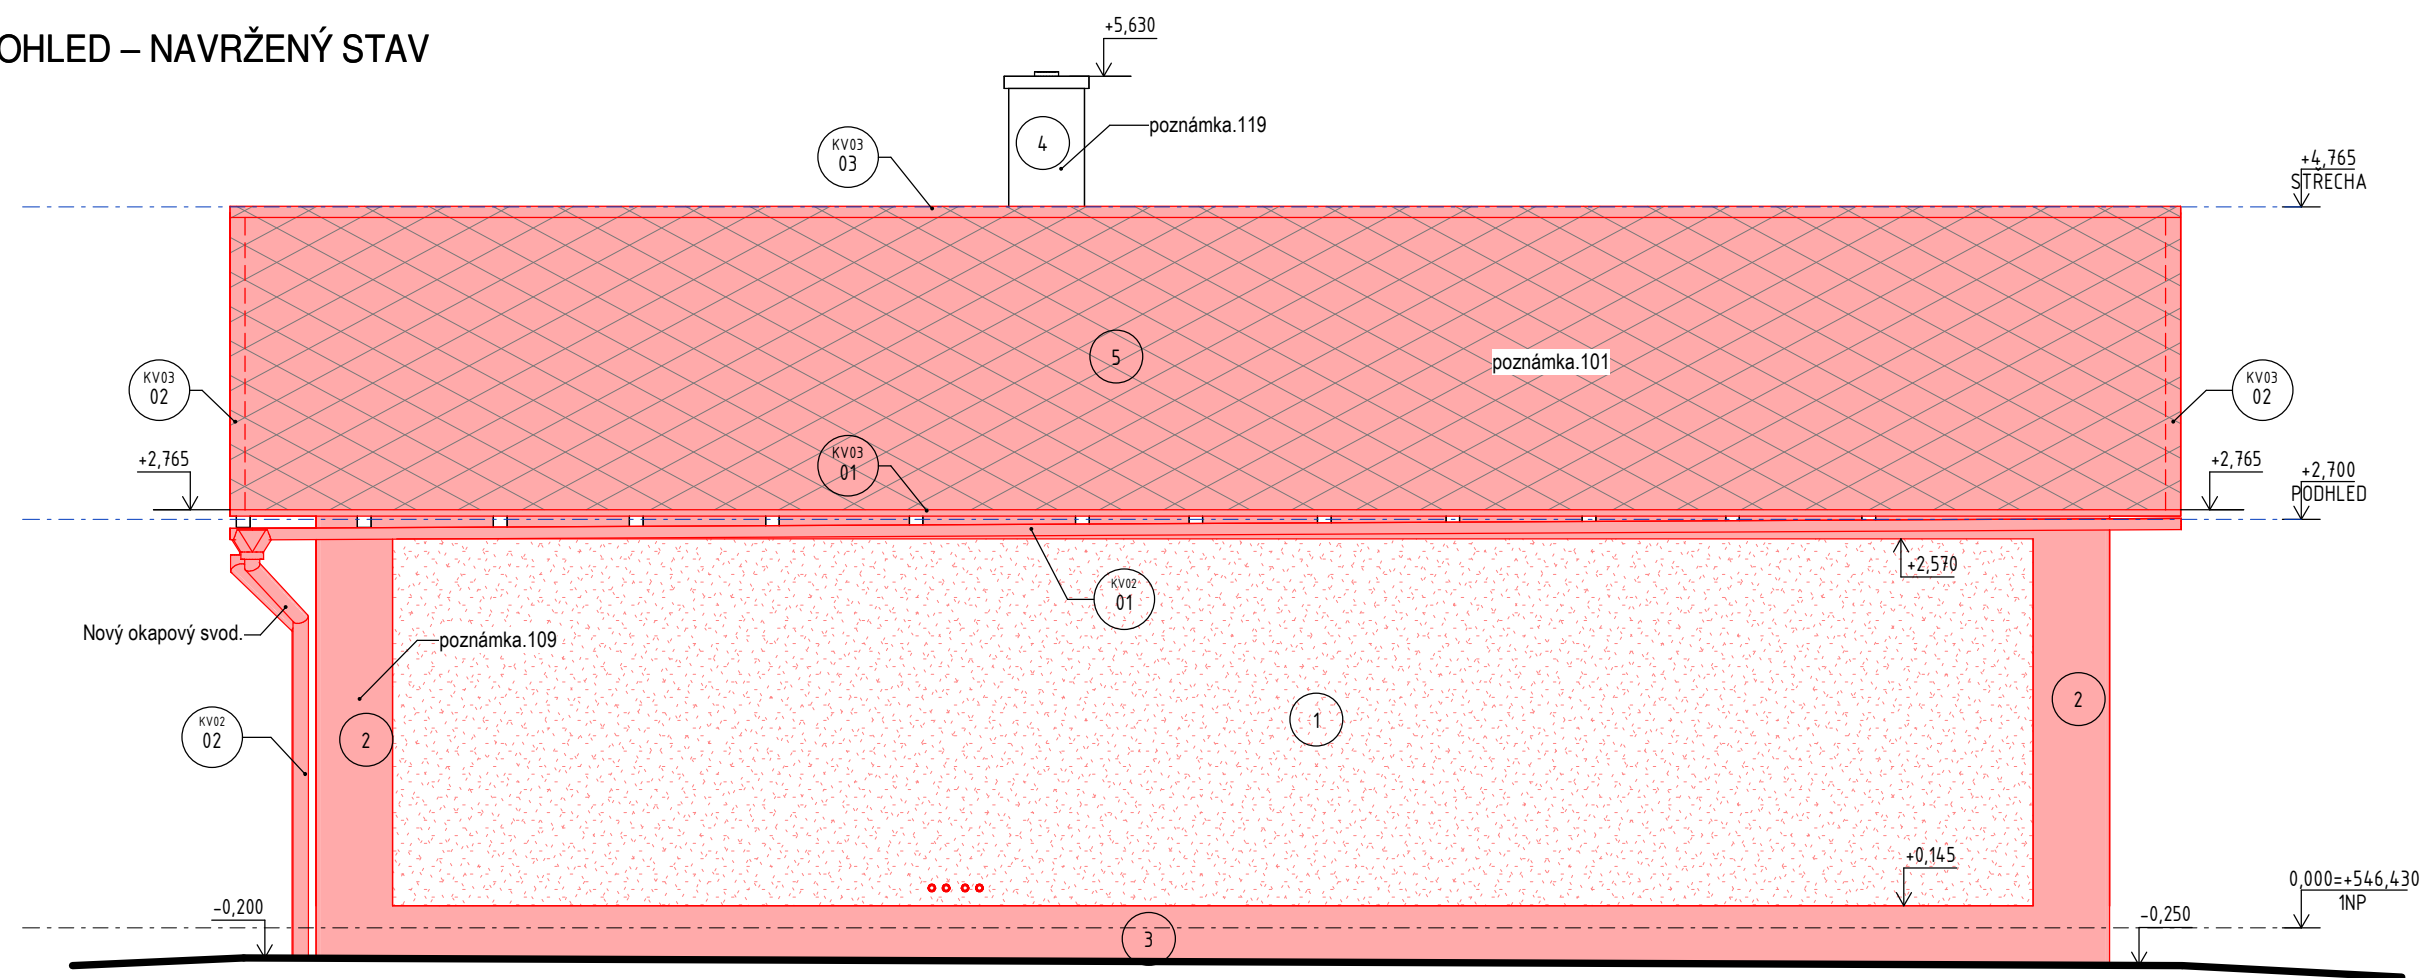 OHLED – NAVRŽENÝ STAV
+5,630
poznámka.119
4
KV03
03
+4,765
STŘECHA
5
poznámka.101
KV03
02
KV03
02
KV03
01
+2,765
+2,765
+2,700
PODHLED
+2,570
KV02
01
Nový okapový svod.
poznámka.109
2
1
2
KV02
02
+0,145
0,000=+546,430
1NP
-0,200
-0,250
3